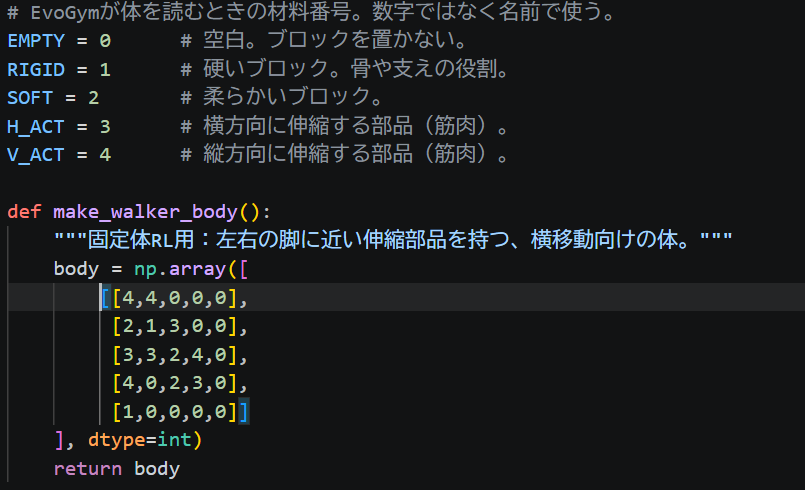 # EvoGymが体を読むときの材料番号。数字ではなく名前で使う。
EMPTY = 0      # 空白。ブロックを置かない。
RIGID = 1      # 硬いブロック。骨や支えの役割。
SOFT = 2       # 柔らかいブロック。
H_ACT = 3      # 横方向に伸縮する部品（筋肉）。
V_ACT = 4      # 縦方向に伸縮する部品（筋肉）。
def make_walker_body():
    """固定体RL用：左右の脚に近い伸縮部品を持つ、横移動向けの体。"""
    body = np.array([
        [[4,4,0,0,0],
         [2,1,3,0,0],
         [3,3,2,4,0],
         [4,0,2,3,0],
         [1,0,0,0,0]]
    ], dtype=int)
    return body